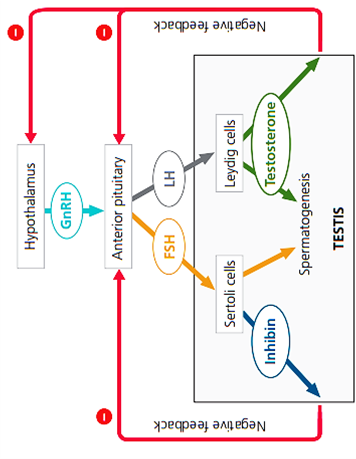 Negative feedback
Hypothalamus
GnRH
Anterior pituitary
LH
FSH
Leydig cells
Testosterone
Sertoli cells
Inhibin
Spermatogenesis
TESTIS
Negative feedback